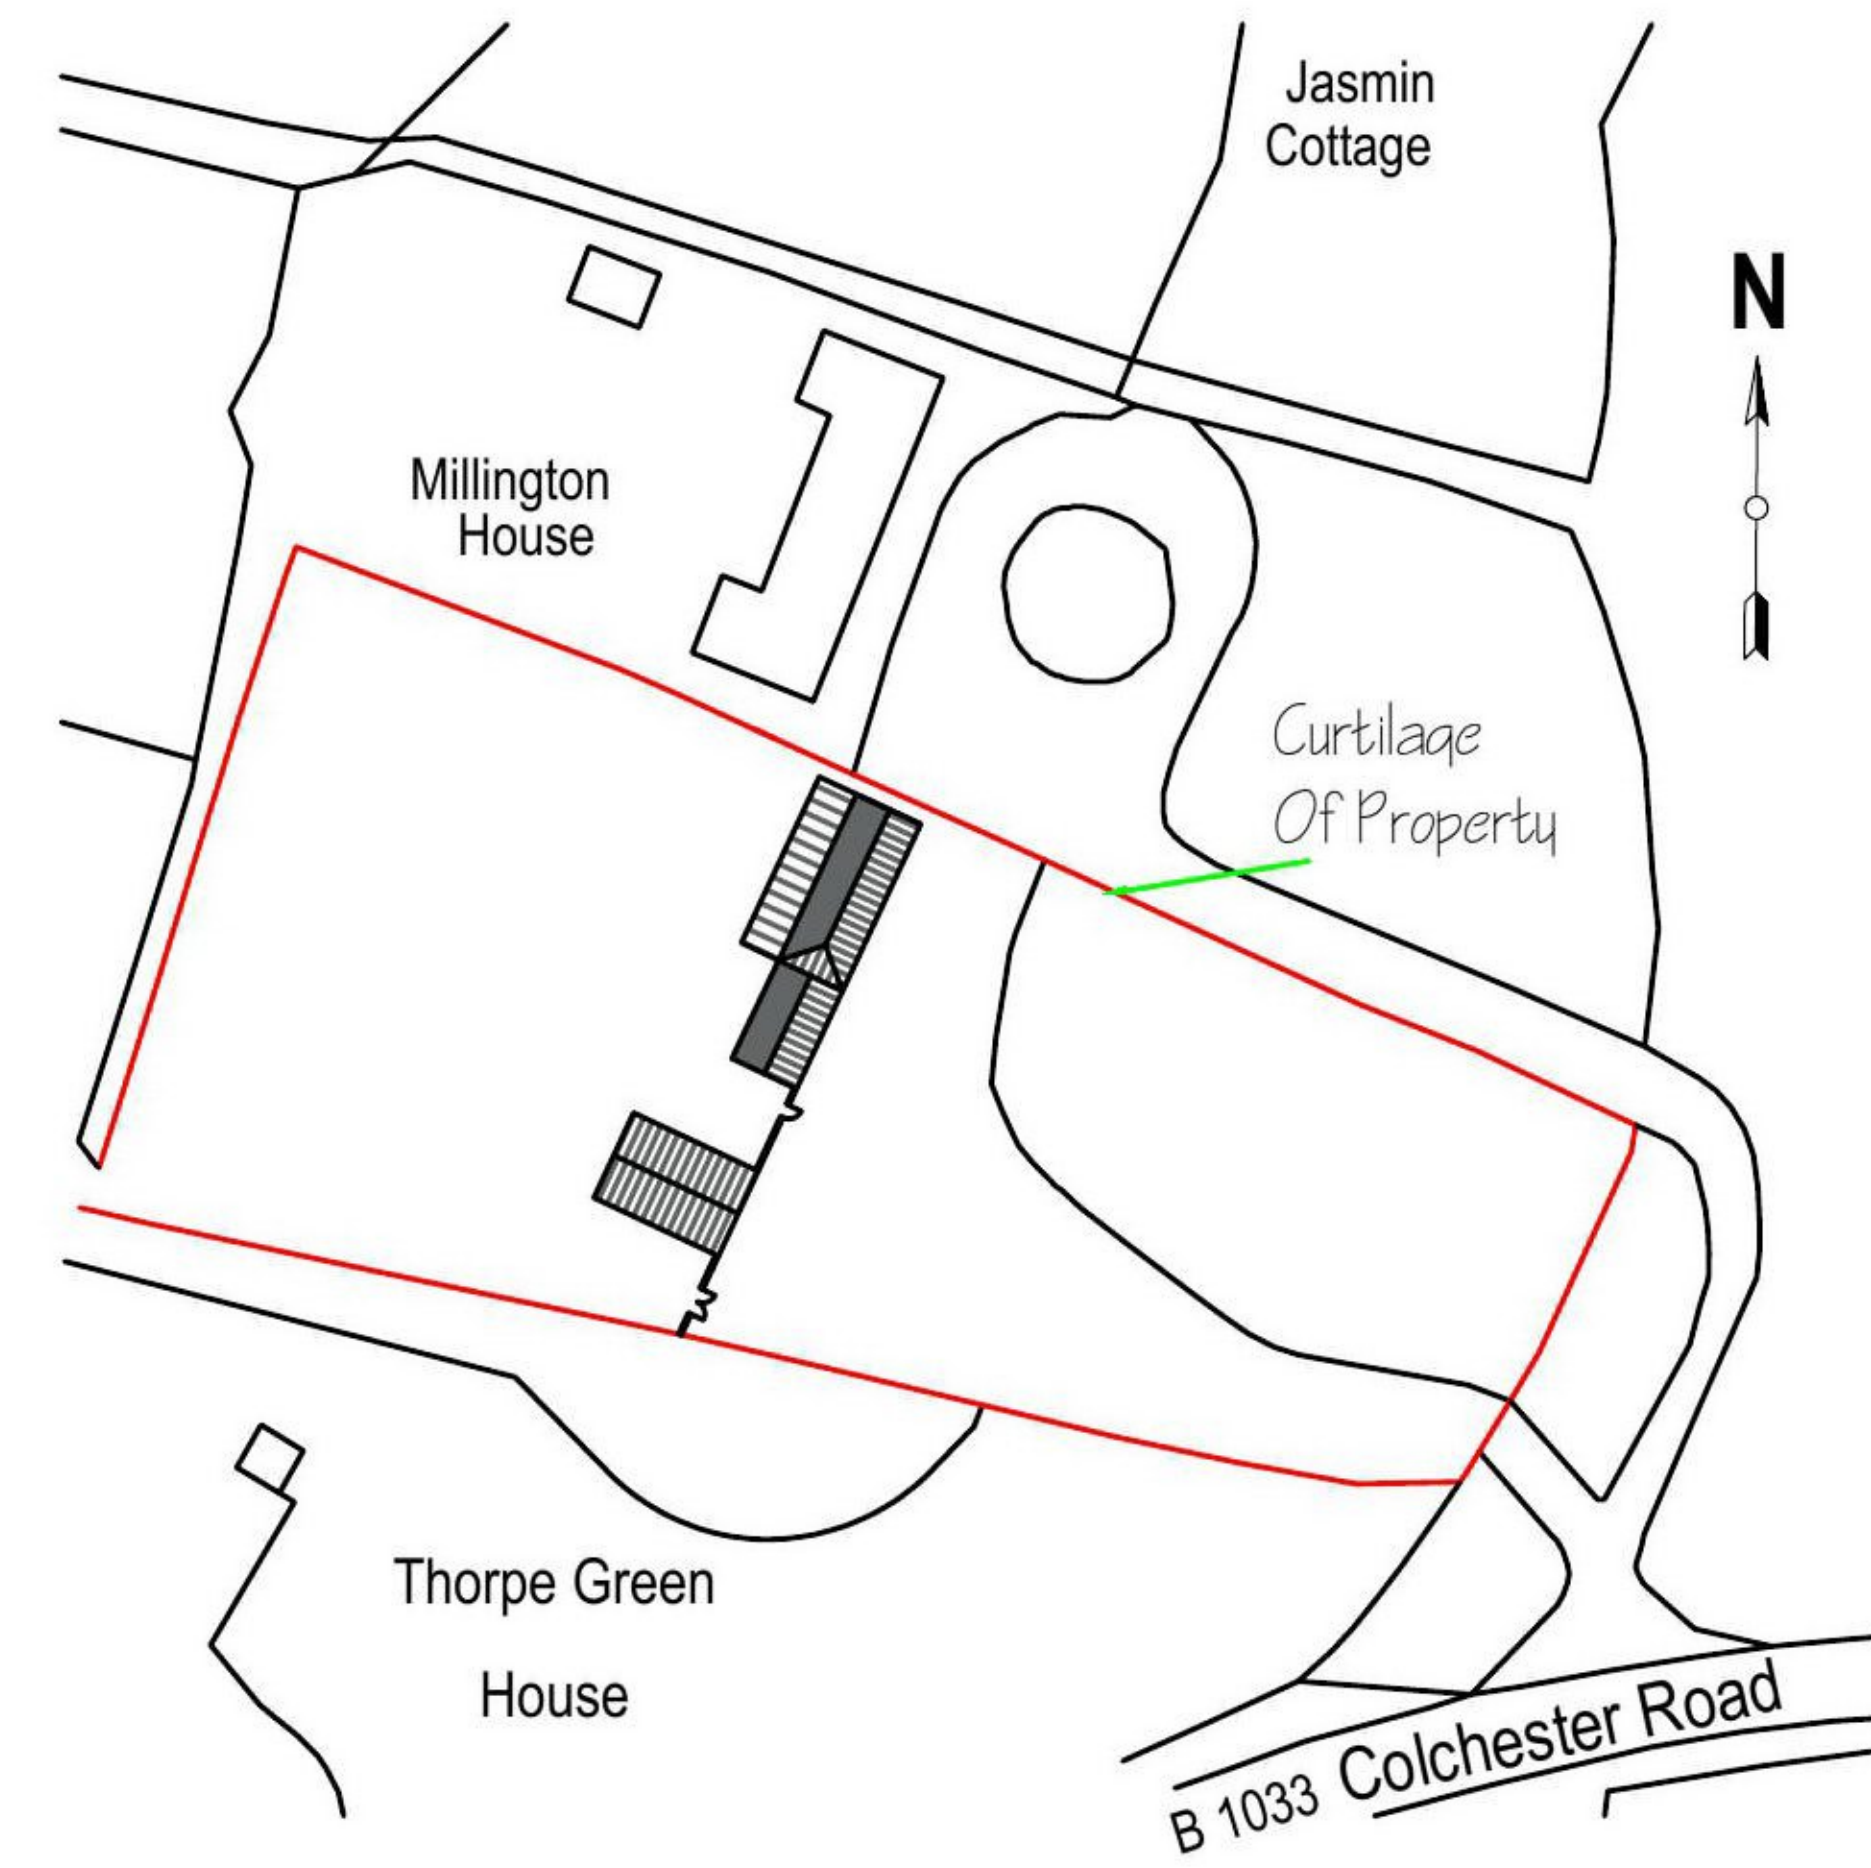 Jasmin
Cottage
N
Millington
House
Curtilage
Of Property
Thorpe Green
House
B 1033 Colchester Road